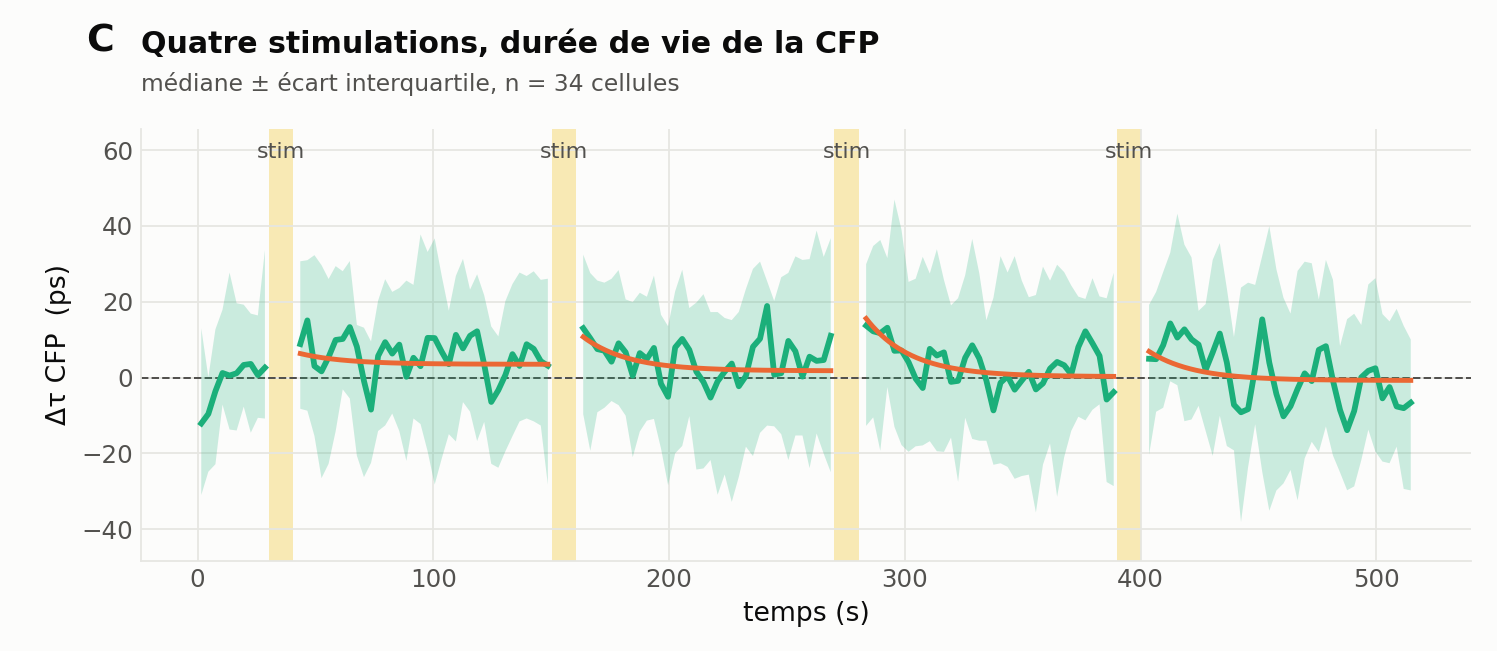 C Quatre stimulations, durée de vie de la CFP
médiane ± écart interquartile, n = 34 cellules
stim stim stim stim
60
40
20
0
−20
−40
Δτ CFP (ps)
0 100 200 300 400 500
temps (s)